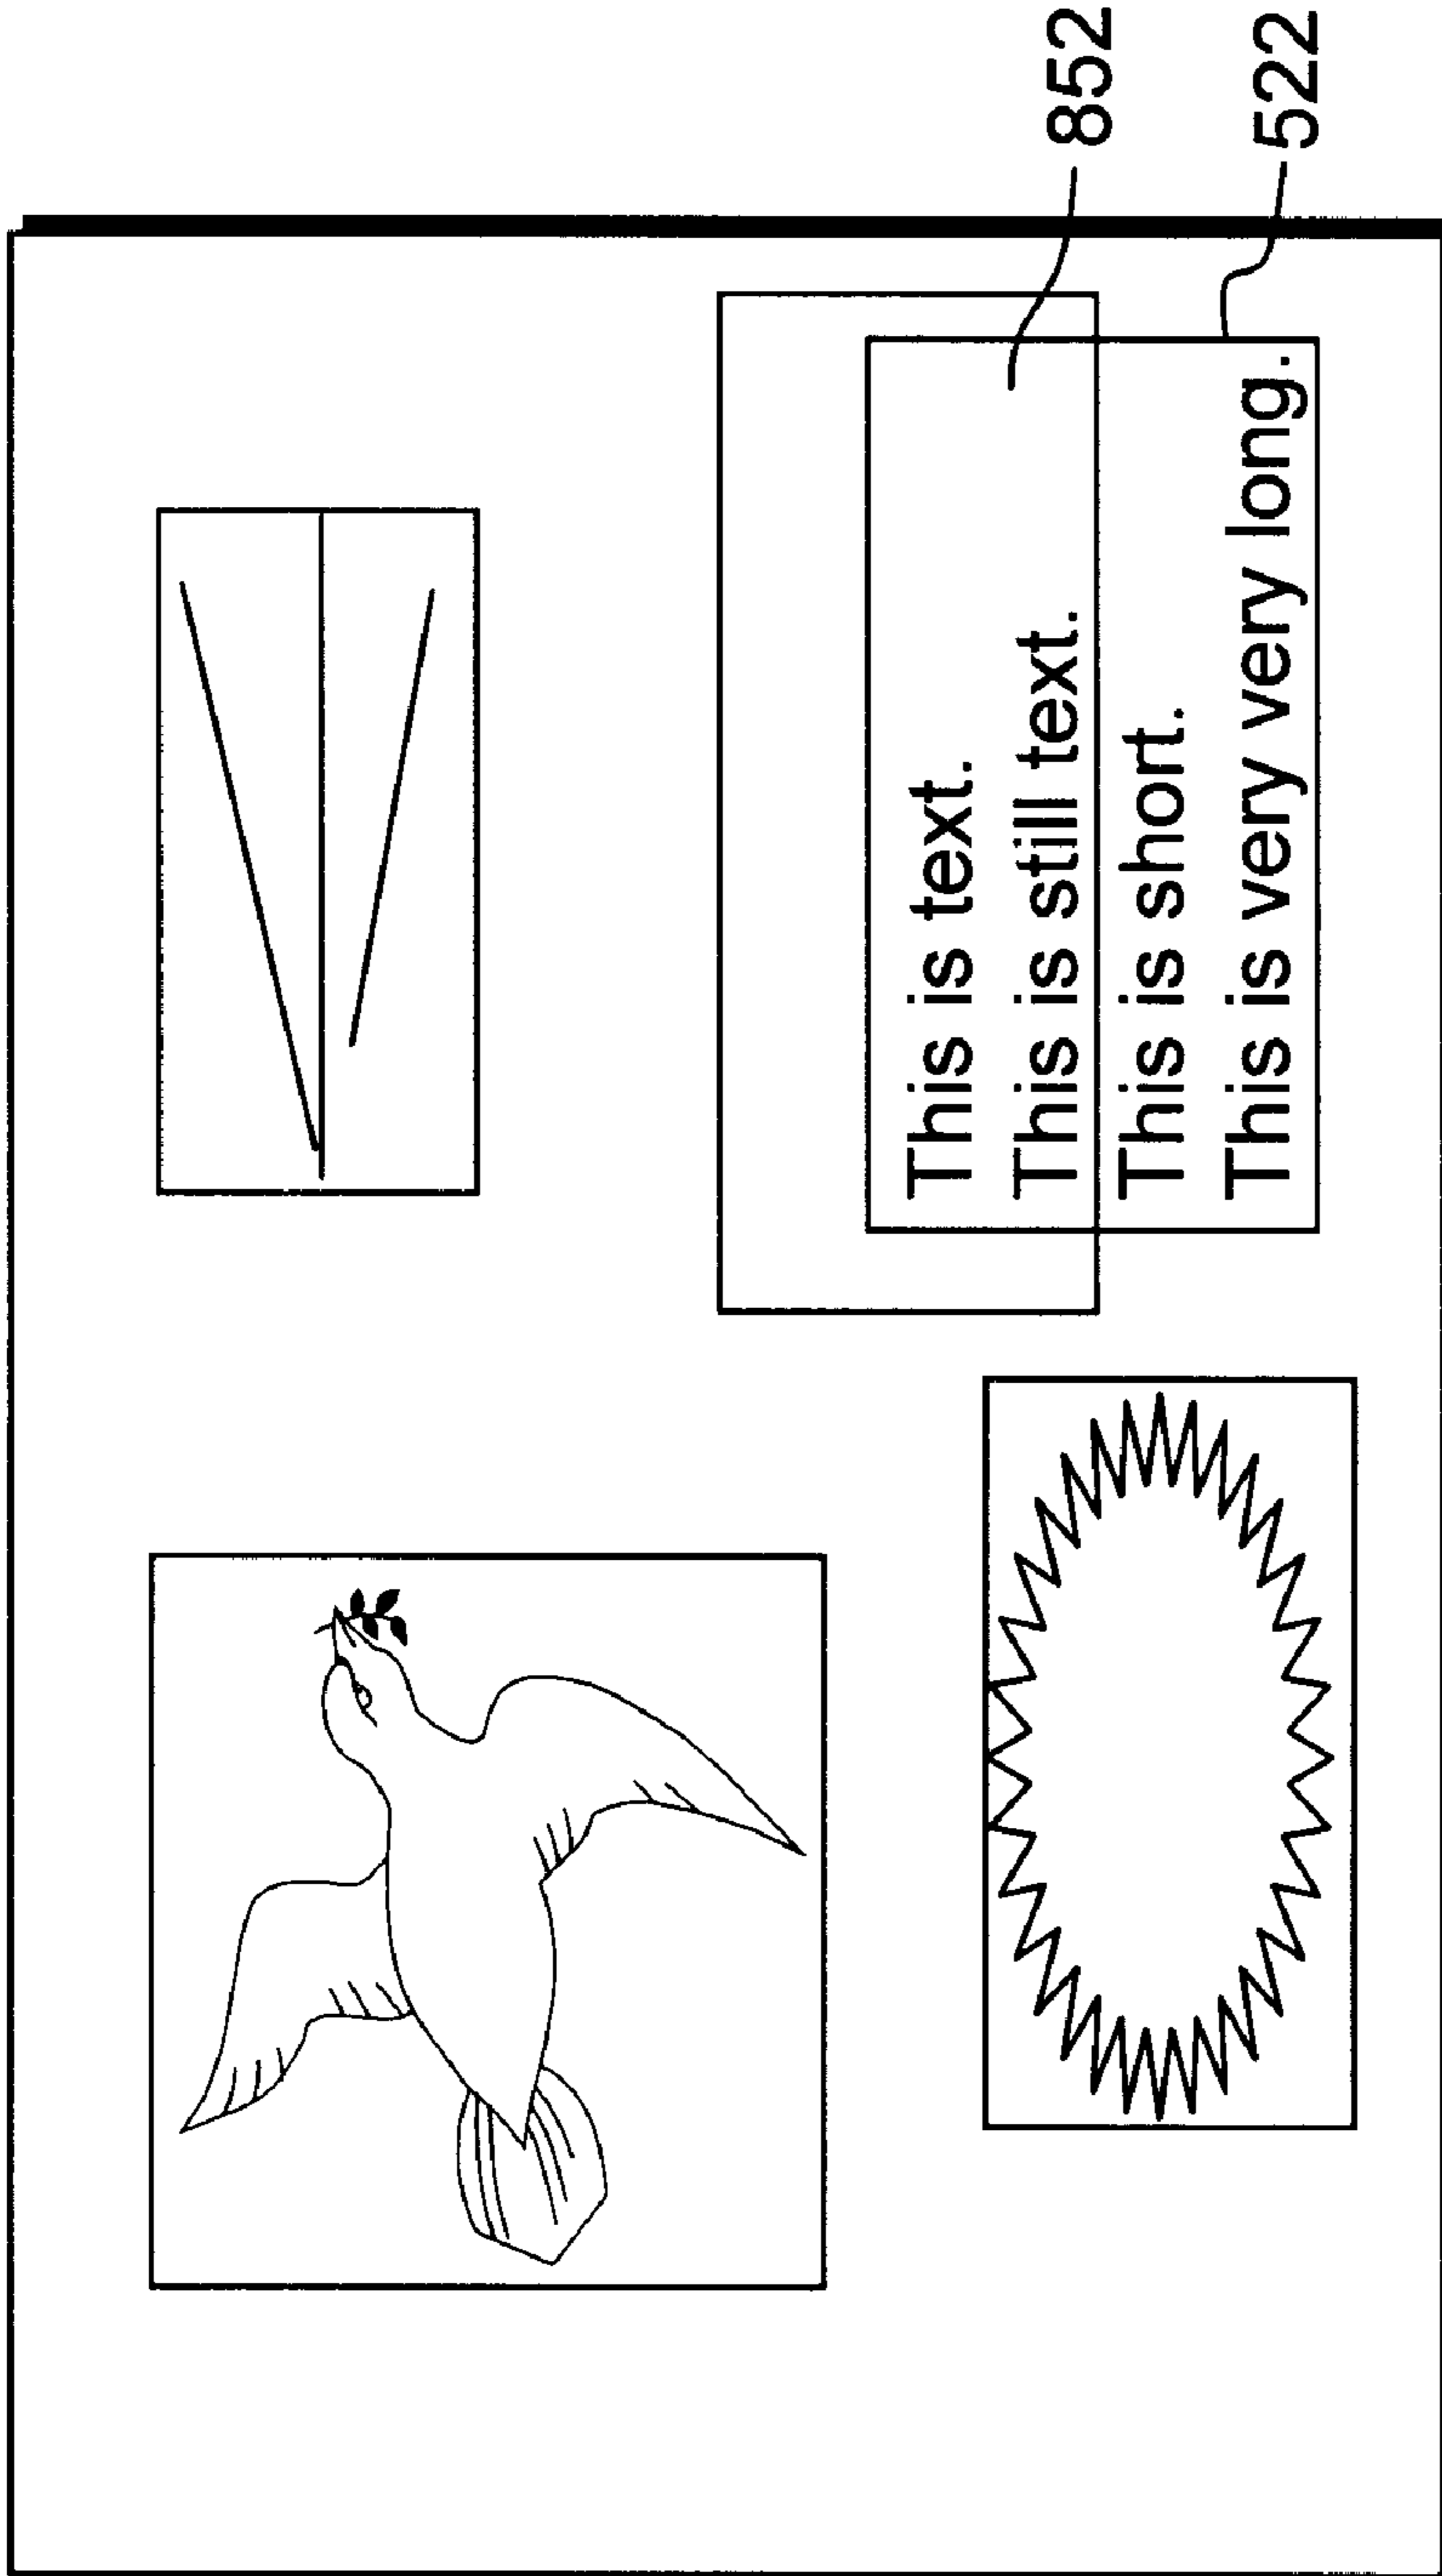 This is text.
This is still text.
This is short.
This is very very long.
852
522